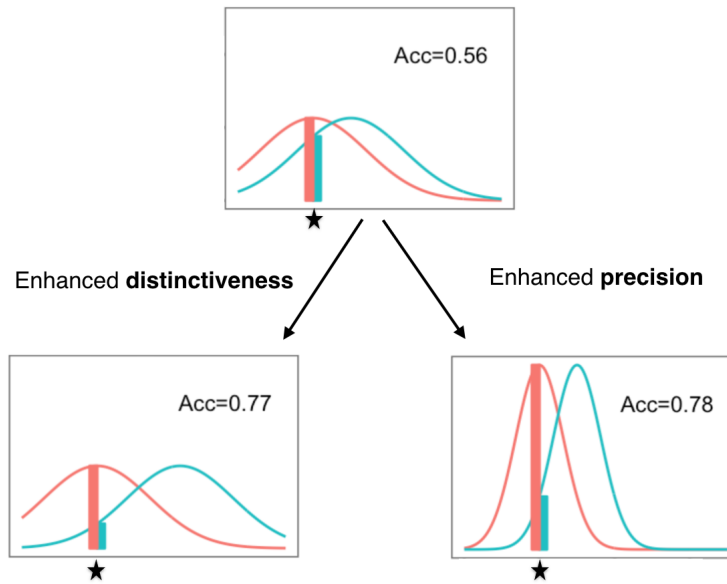 Acc=0.56
Enhanced distinctiveness
Enhanced precision
Acc=0.77
Acc=0.78